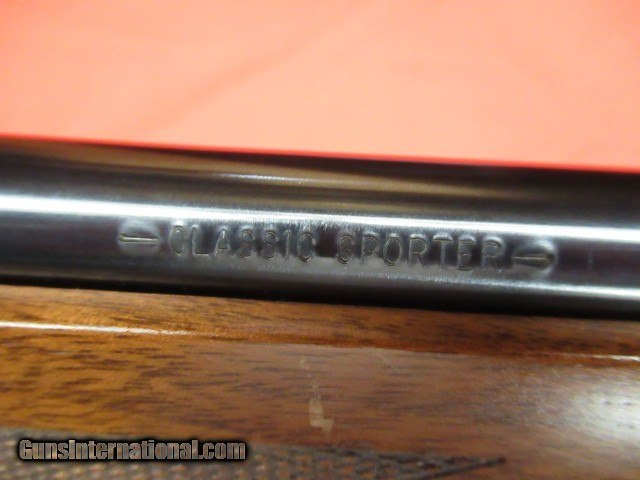 CLASSIC SPORTER
GunsInternational.com